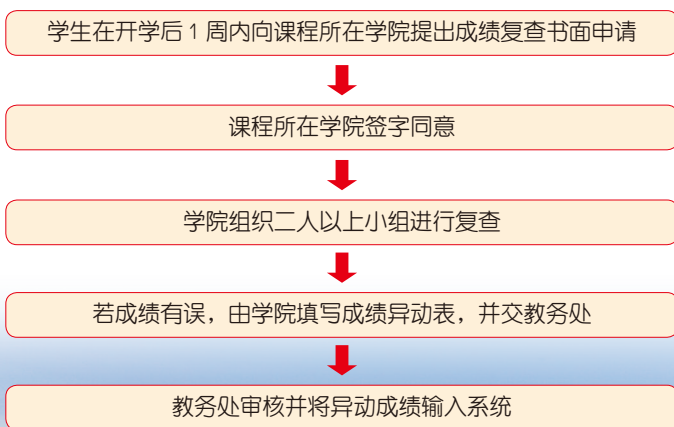 学生在开学后 1 周内向课程所在学院提出成绩复查书面申请
课程所在学院签字同意
学院组织二人以上小组进行复查
若成绩有误，由学院填写成绩异动表，并交教务处
教务处审核并将异动成绩输入系统